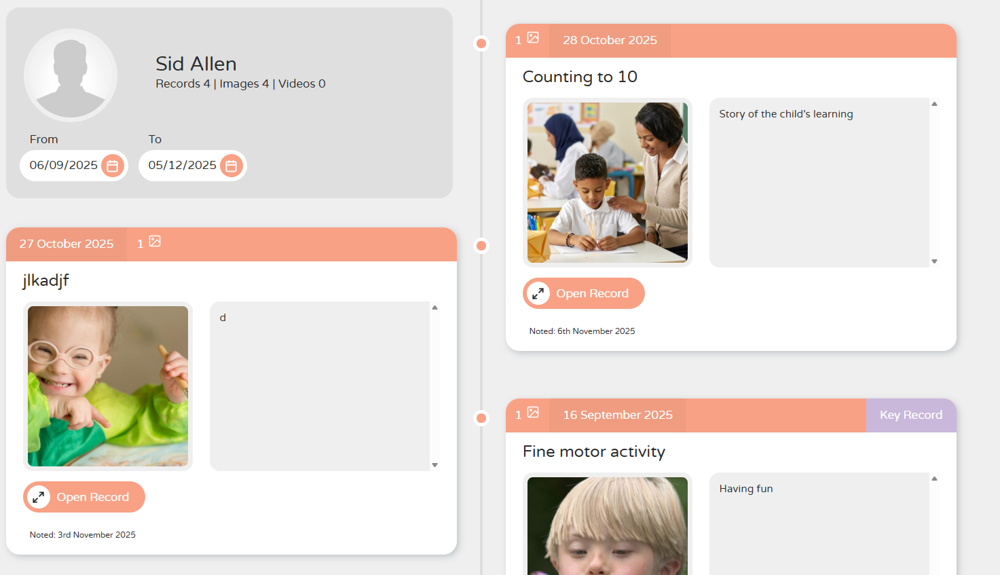 Sid Allen
Records 4 | Images 4 | Videos 0
From
To
06/09/2025
05/12/2025
27 October 2025
1
jlkadjf
d
Open Record
Noted: 3rd November 2025
1
28 October 2025
Counting to 10
Story of the child's learning
Open Record
Noted: 6th November 2025
1
16 September 2025
Key Record
Fine motor activity
Having fun